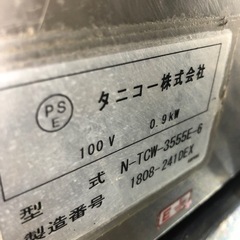 PSE
タニコー株式会社
100V 0.9kW
型式 N-TCW-3555E-6
製造番号 1808-2410EX